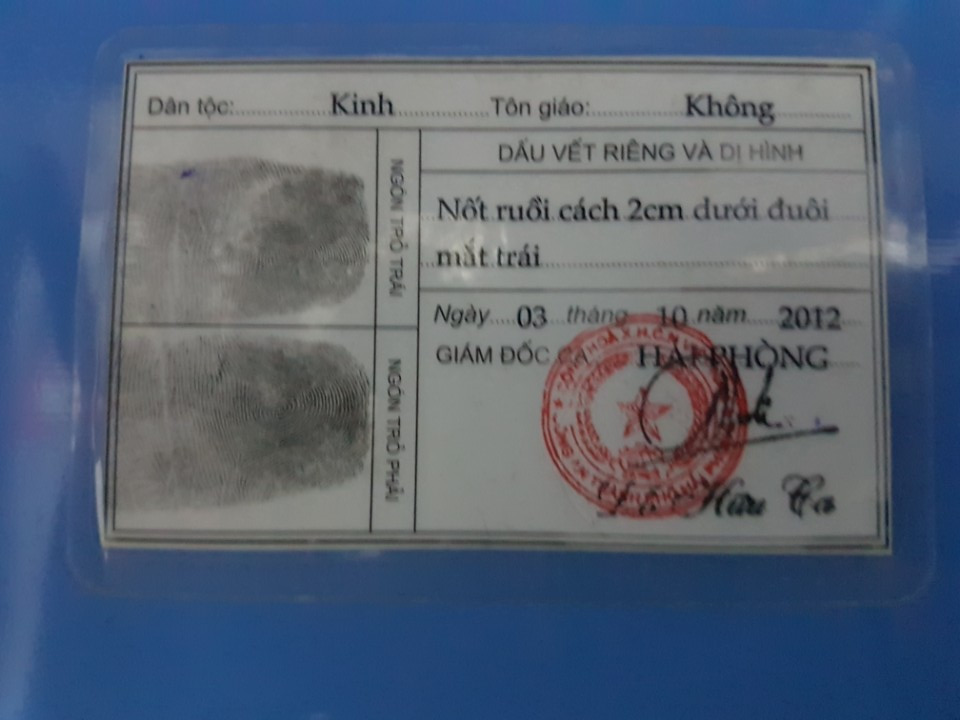 Dân tộc: Kinh Tôn giáo: Không
NGÓN TRỎ TRÁI
NGÓN TRỎ PHẢI
DẤU VẾT RIÊNG VÀ DỊ HÌNH
Nốt ruồi cách 2cm dưới đuôi
mắt trái
Ngày 03 tháng 10 năm 2012
GIÁM ĐỐC CA HẢI PHÒNG
Hữu Ca